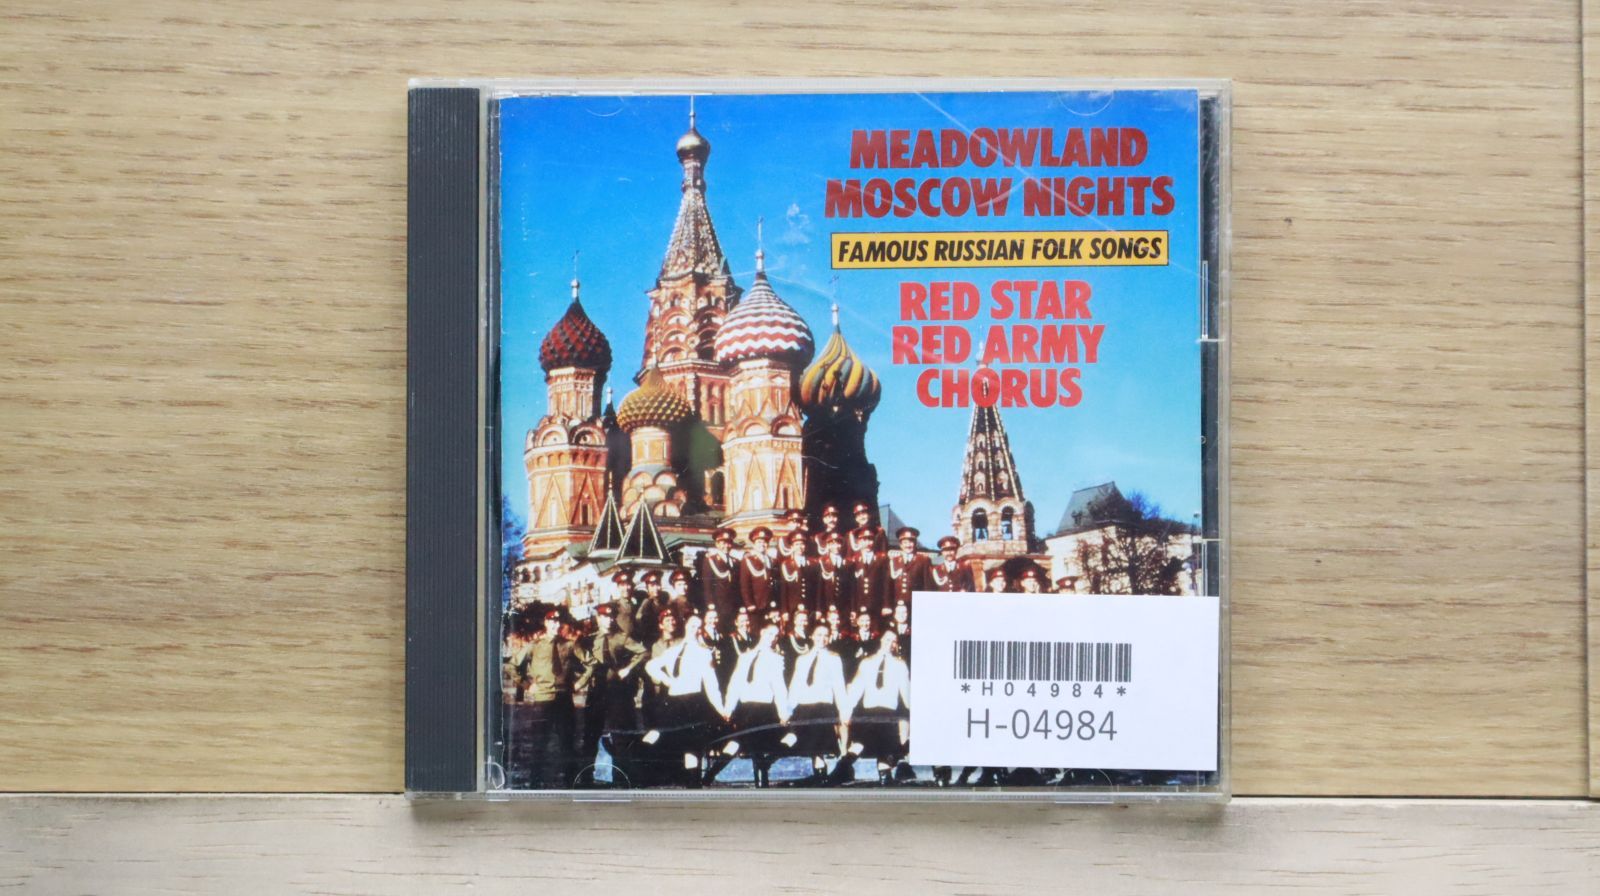 MEADOWLAND
MOSCOW NIGHTS
FAMOUS RUSSIAN FOLK SONGS
RED STAR
RED ARMY
CHORUS
*H04984*
H-04984